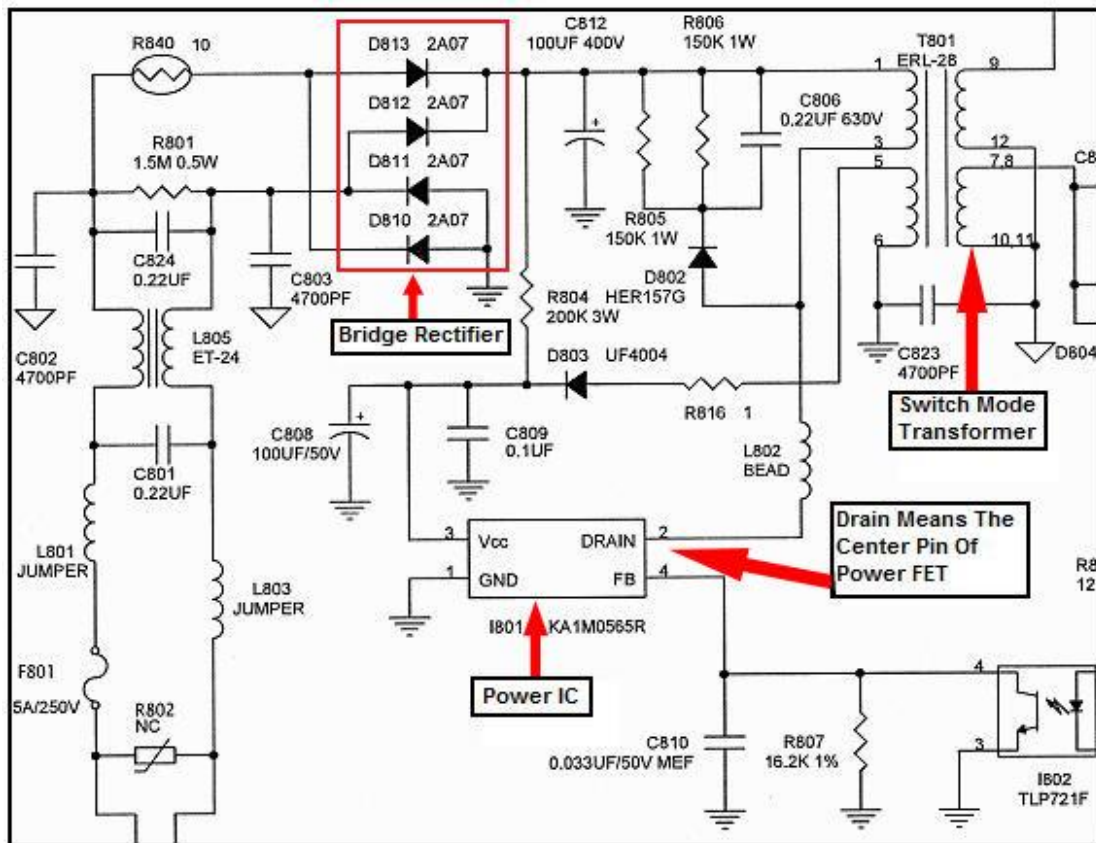 R840 10
D813 2A07
C812
100UF 400V
R806
150K 1W
T801
ERL-28
1
9
D812 2A07
C806
0.22UF 630V
R801
1.5M 0.5W
3
12
5
7,8
D811 2A07
D810 2A07
R805
150K 1W
6
10,11
C824
0.22UF
C803
4700PF
D802
HER157G
R804
200K 3W
Bridge Rectifier
L805
ET-24
C802
4700PF
D803 UF4004
C823
4700PF
D804
R816 1
Switch Mode
Transformer
C808
100UF/50V
C809
0.1UF
L802
BEAD
C801
0.22UF
Drain Means The
Center Pin Of
Power FET
3 Vcc DRAIN 2
1 GND FB 4
L801
JUMPER
L803
JUMPER
I801 KA1M0565R
F801
5A/250V
Power IC
R802
NC
4
C810
0.033UF/50V MEF
R807
16.2K 1%
3
I802
TLP721F